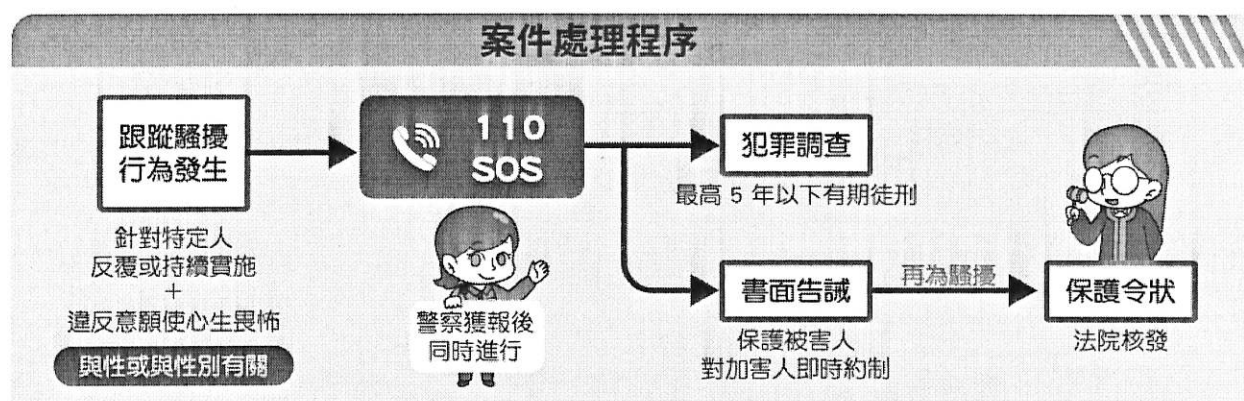 案件處理程序
跟蹤騷擾
行為發生
針對特定人
反覆或持續實施
+
違反意願使心生畏怖
與性或與性別有關
110
SOS
警察獲報後
同時進行
犯罪調查
最高 5 年以下有期徒刑
書面告誡
保護被害人
對加害人即時約制
再為騷擾
保護令狀
法院核發